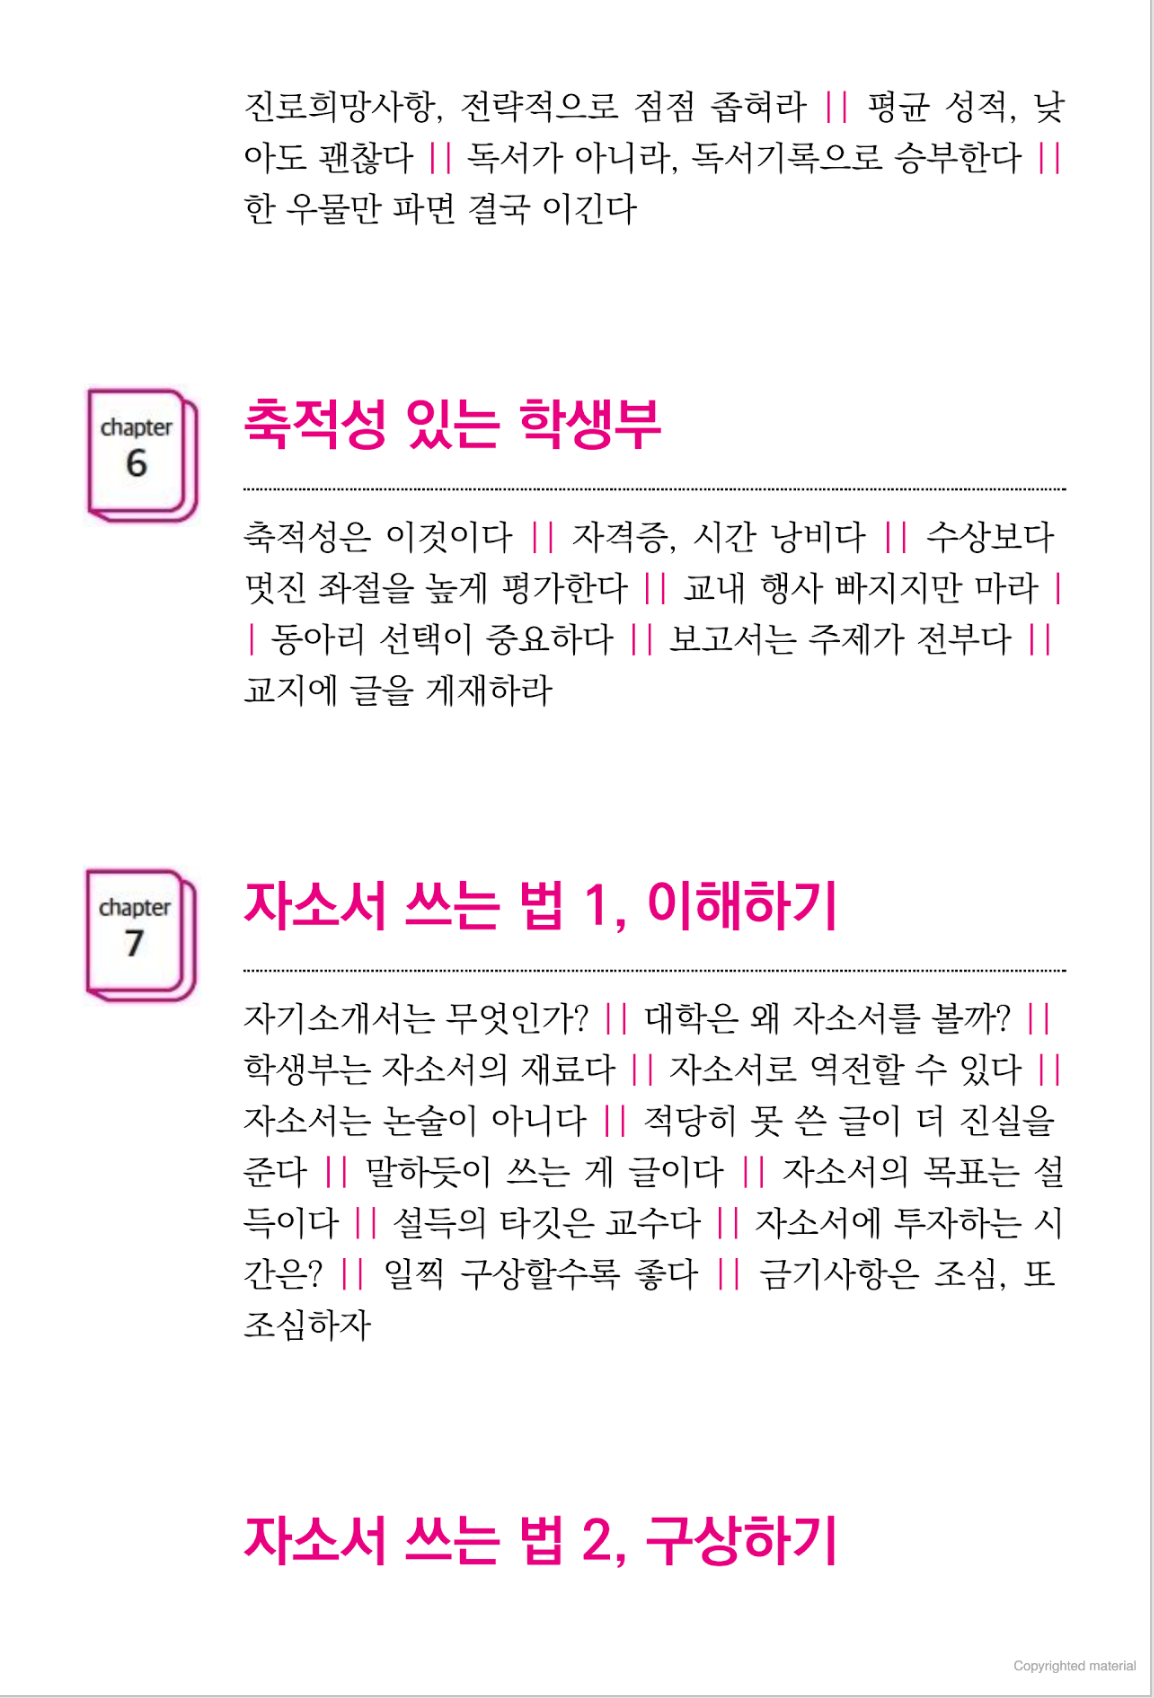 진로희망사항, 전략적으로 점점 좁혀라 || 평균 성적, 낮
아도 괜찮다 || 독서가 아니라, 독서기록으로 승부한다 ||
한 우물만 파면 결국 이긴다
chapter
6
축적성 있는 학생부
축적성은 이것이다 || 자격증, 시간 낭비다 || 수상보다
멋진 좌절을 높게 평가한다 || 교내 행사 빠지지만 마라 |
| 동아리 선택이 중요하다 || 보고서는 주제가 전부다 ||
교지에 글을 게재하라
chapter
7
자소서 쓰는 법 1, 이해하기
자기소개서는 무엇인가? || 대학은 왜 자소서를 볼까? ||
학생부는 자소서의 재료다 || 자소서로 역전할 수 있다 ||
자소서는 논술이 아니다 || 적당히 못 쓴 글이 더 진실을
준다 || 말하듯이 쓰는 게 글이다 || 자소서의 목표는 설
득이다 || 설득의 타깃은 교수다 || 자소서에 투자하는 시
간은? || 일찍 구상할수록 좋다 || 금기사항은 조심, 또
조심하자
자소서 쓰는 법 2, 구상하기
Copyrighted material